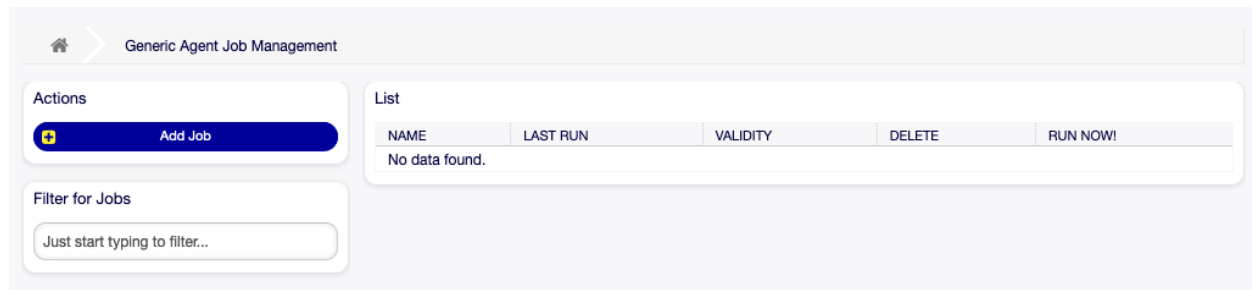 Generic Agent Job Management
Actions
Add Job
Filter for Jobs
Just start typing to filter...
List
NAME LAST RUN VALIDITY DELETE RUN NOW!
No data found.